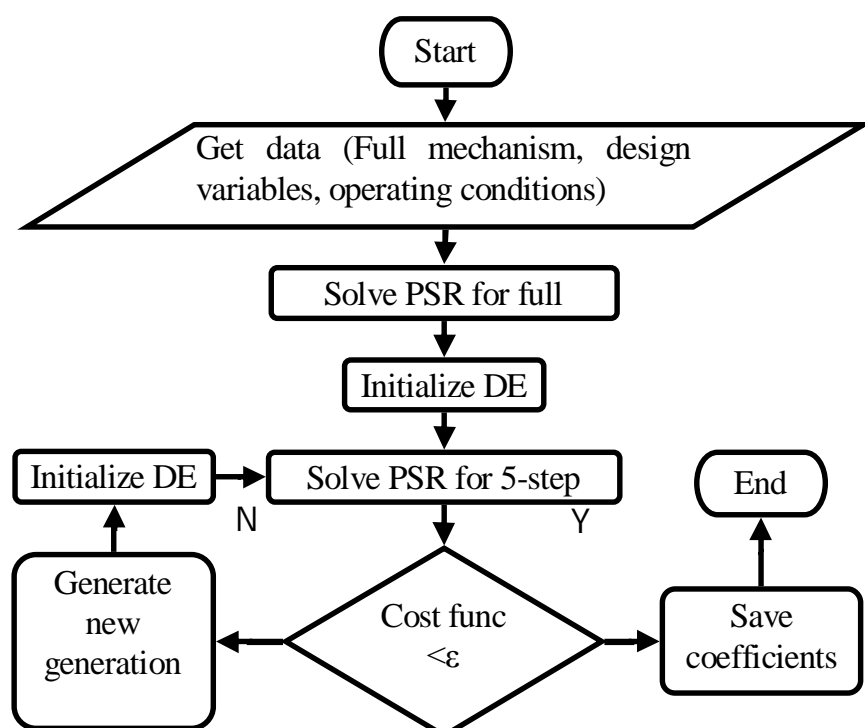 Start
Get data (Full mechanism, design
variables, operating conditions)
Solve PSR for full
Initialize DE
Initialize DE
Solve PSR for 5-step
End
N
Y
Generate
new
generation
Cost func
<ε
Save
coefficients